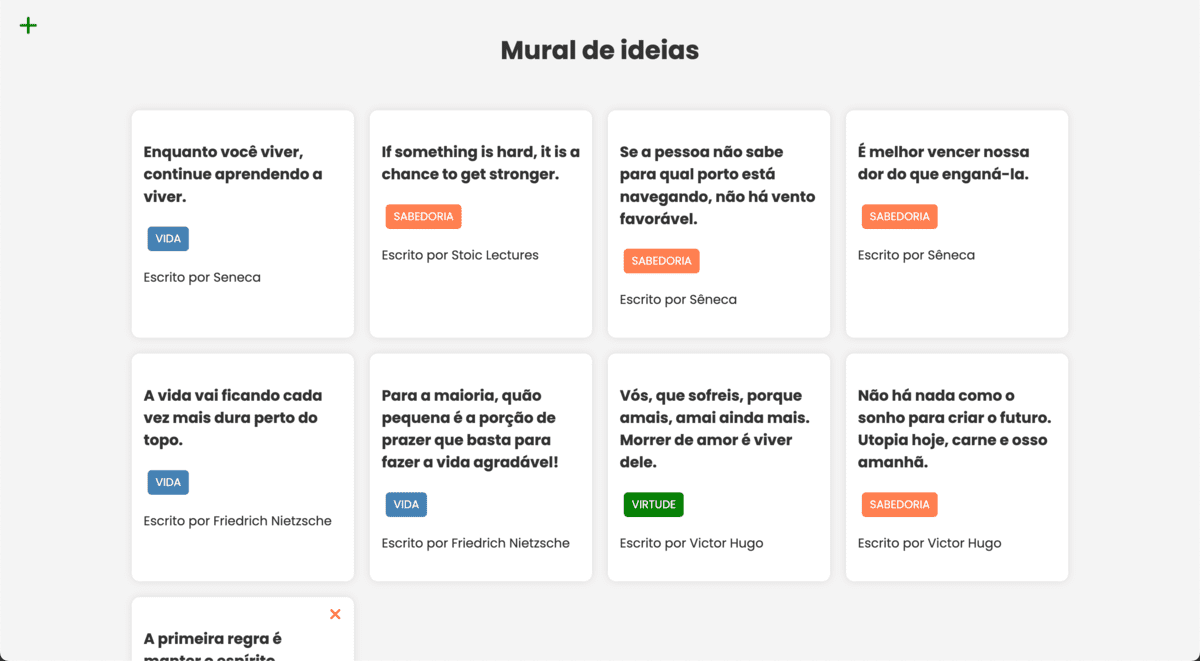 Mural de ideias
Enquanto você viver,
continue aprendendo a
viver.
VIDA
Escrito por Seneca
If something is hard, it is a
chance to get stronger.
SABEDORIA
Escrito por Stoic Lectures
Se a pessoa não sabe
para qual porto está
navegando, não há vento
favorável.
SABEDORIA
Escrito por Sêneca
É melhor vencer nossa
dor do que enganá-la.
SABEDORIA
Escrito por Sêneca
A vida vai ficando cada
vez mais dura perto do
topo.
VIDA
Escrito por Friedrich Nietzsche
Para a maioria, quão
pequena é a porção de
prazer que basta para
fazer a vida agradável!
VIDA
Escrito por Friedrich Nietzsche
Vós, que sofreis, porque
amais, amai ainda mais.
Morrer de amor é viver
dele.
VIRTUDE
Escrito por Victor Hugo
Não há nada como o
sonho para criar o futuro.
Utopia hoje, carne e osso
amanhã.
SABEDORIA
Escrito por Victor Hugo
A primeira regra é
manter o espírito